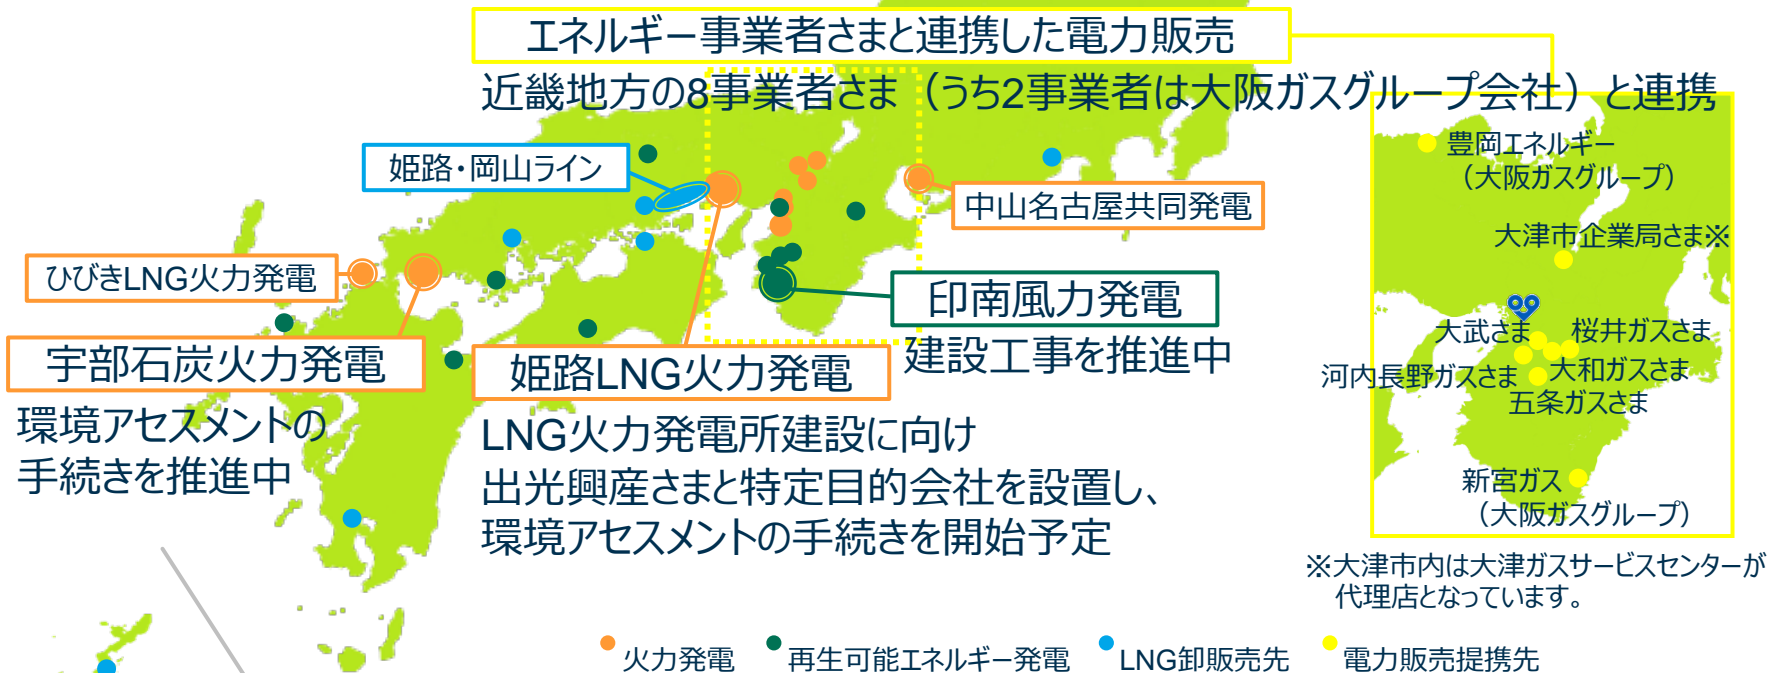 エネルギー事業者さまと連携した電力販売
近畿地方の8事業者さま（うち2事業者は大阪ガスグループ会社）と連携
姫路・岡山ライン
中山名古屋共同発電
ひびきLNG火力発電
印南風力発電
建設工事を推進中
宇部石炭火力発電
環境アセスメントの
手続きを推進中
姫路LNG火力発電
LNG火力発電所建設に向け
出光興産さまと特定目的会社を設置し、
環境アセスメントの手続きを開始予定
豊岡エネルギー
（大阪ガスグループ）
大津市企業局さま※
大武さま
桜井ガスさま
河内長野ガスさま
大和ガスさま
五条ガスさま
新宮ガス
（大阪ガスグループ）
※大津市内は大津ガスサービスセンターが
代理店となっています。
火力発電
再生可能エネルギー発電
LNG卸販売先
電力販売提携先